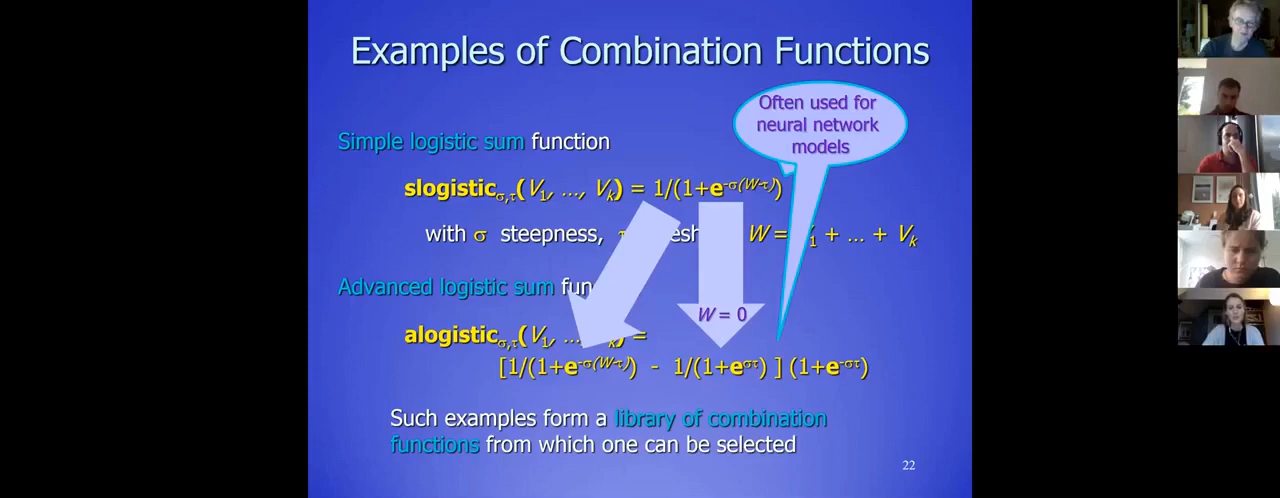 Examples of Combination Functions
Often used for
neural network
models
Simple logistic sum function
slogisticσ,τ(V1, …, Vk) = 1/(1+e-σ(W-τ))
with σ steepness, W = V1 + … + Vk
Advanced logistic sum
alogisticσ,τ(V1, … Vk) =
W = 0
[1/(1+e-σ(W-τ)) - 1/(1+eστ) ] (1+e-στ)
Such examples form a library of combination
functions from which one can be selected
22